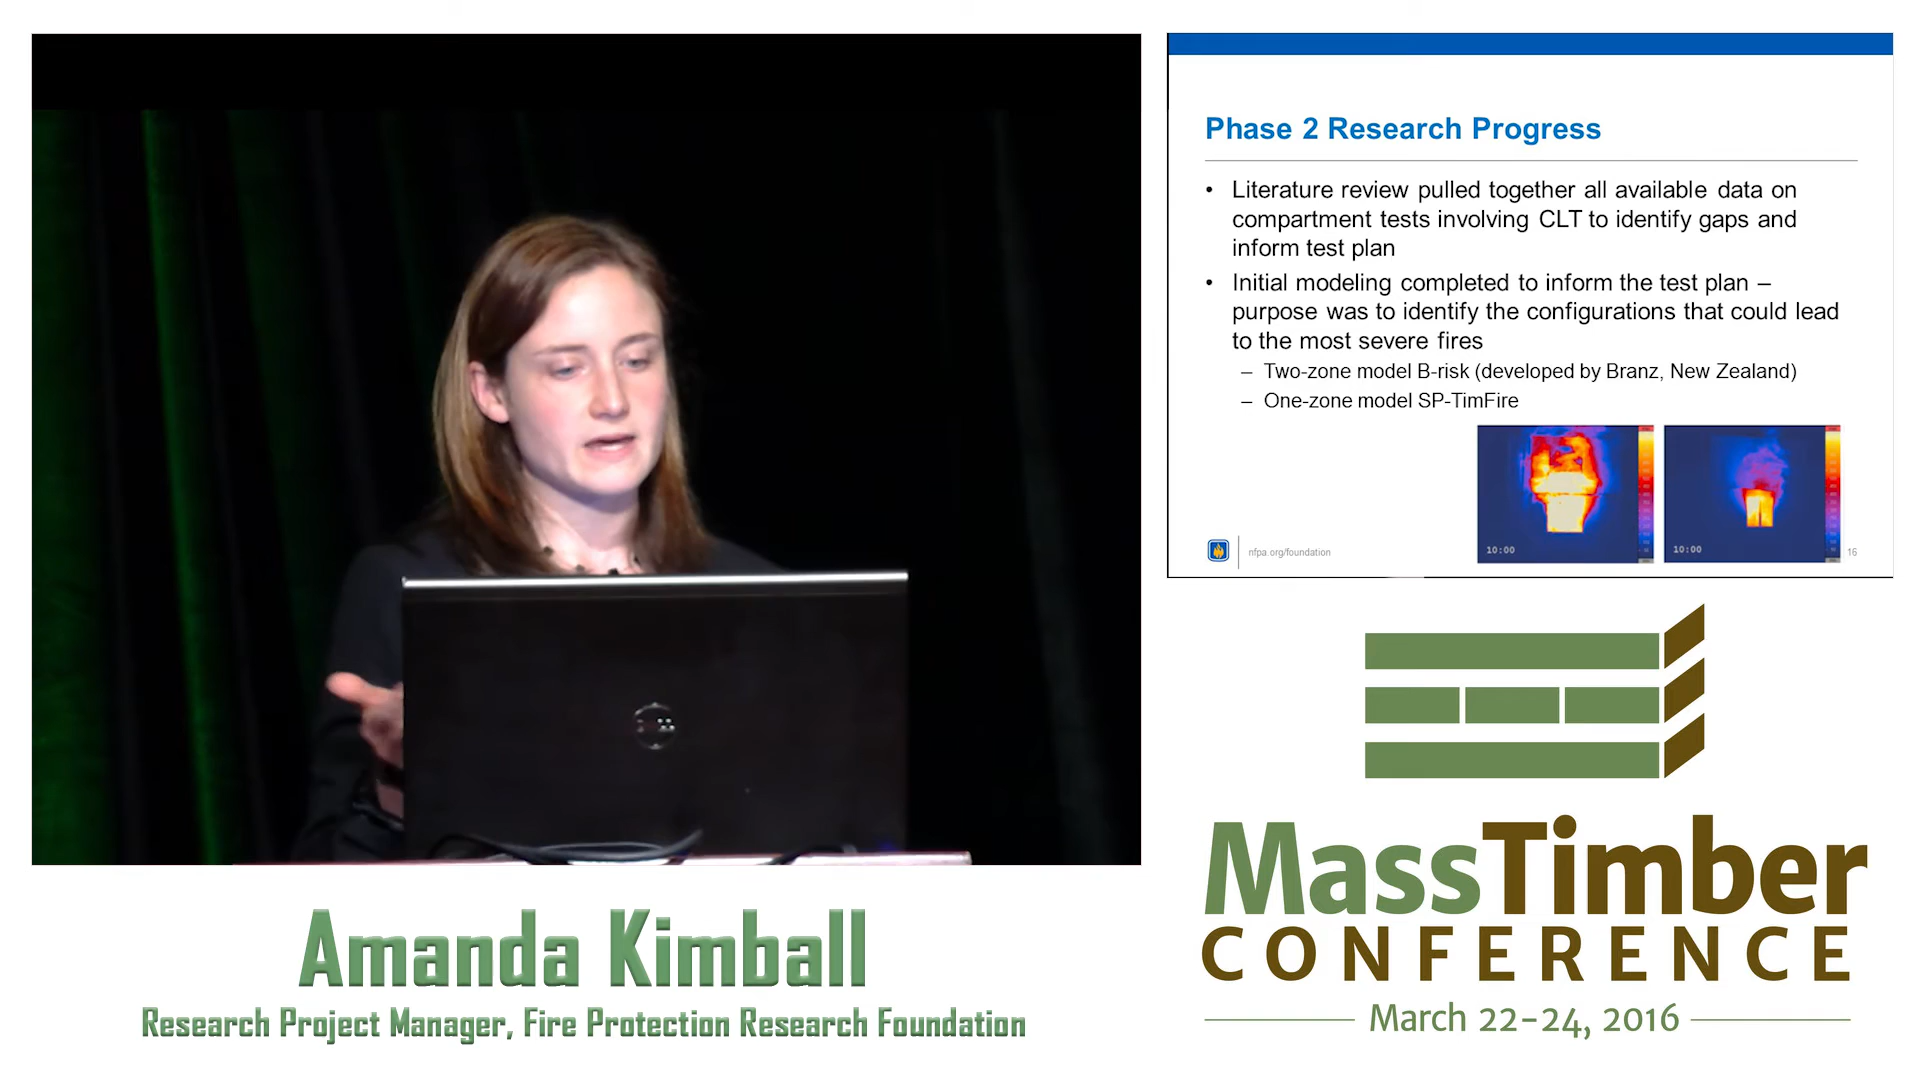 Phase 2 Research Progress
• Literature review pulled together all available data on
compartment tests involving CLT to identify gaps and
inform test plan
• Initial modeling completed to inform the test plan –
purpose was to identify the configurations that could lead
to the most severe fires
– Two-zone model B-risk (developed by Branz, New Zealand)
– One-zone model SP-TimFire
10:00
10:00
nfpa.org/foundation
16
MassTimber
CONFERENCE
March 22-24, 2016
Amanda Kimball
Research Project Manager, Fire Protection Research Foundation